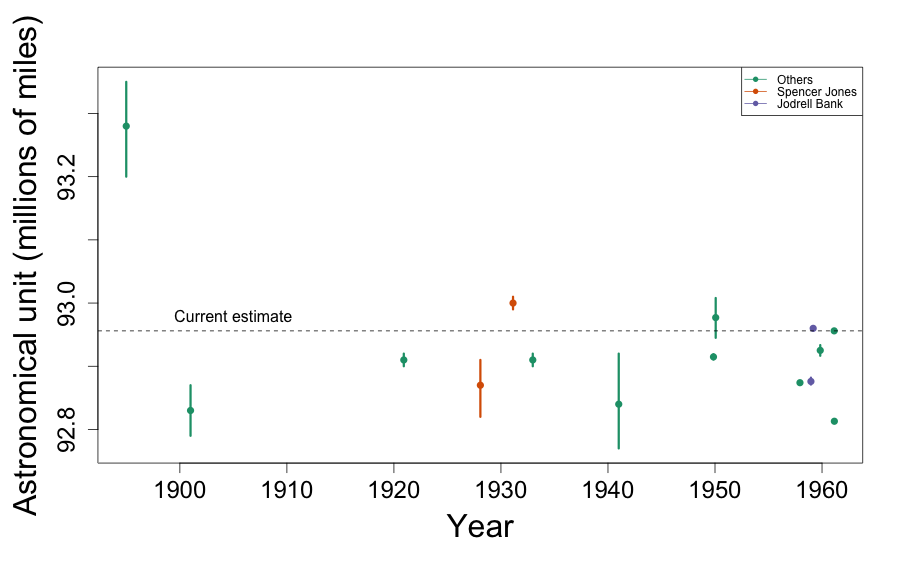 Astronomical unit (millions of miles)
93.2
93.0
92.8
Others
Spencer Jones
Jodrell Bank
Current estimate
1900 1910 1920 1930 1940 1950 1960
Year